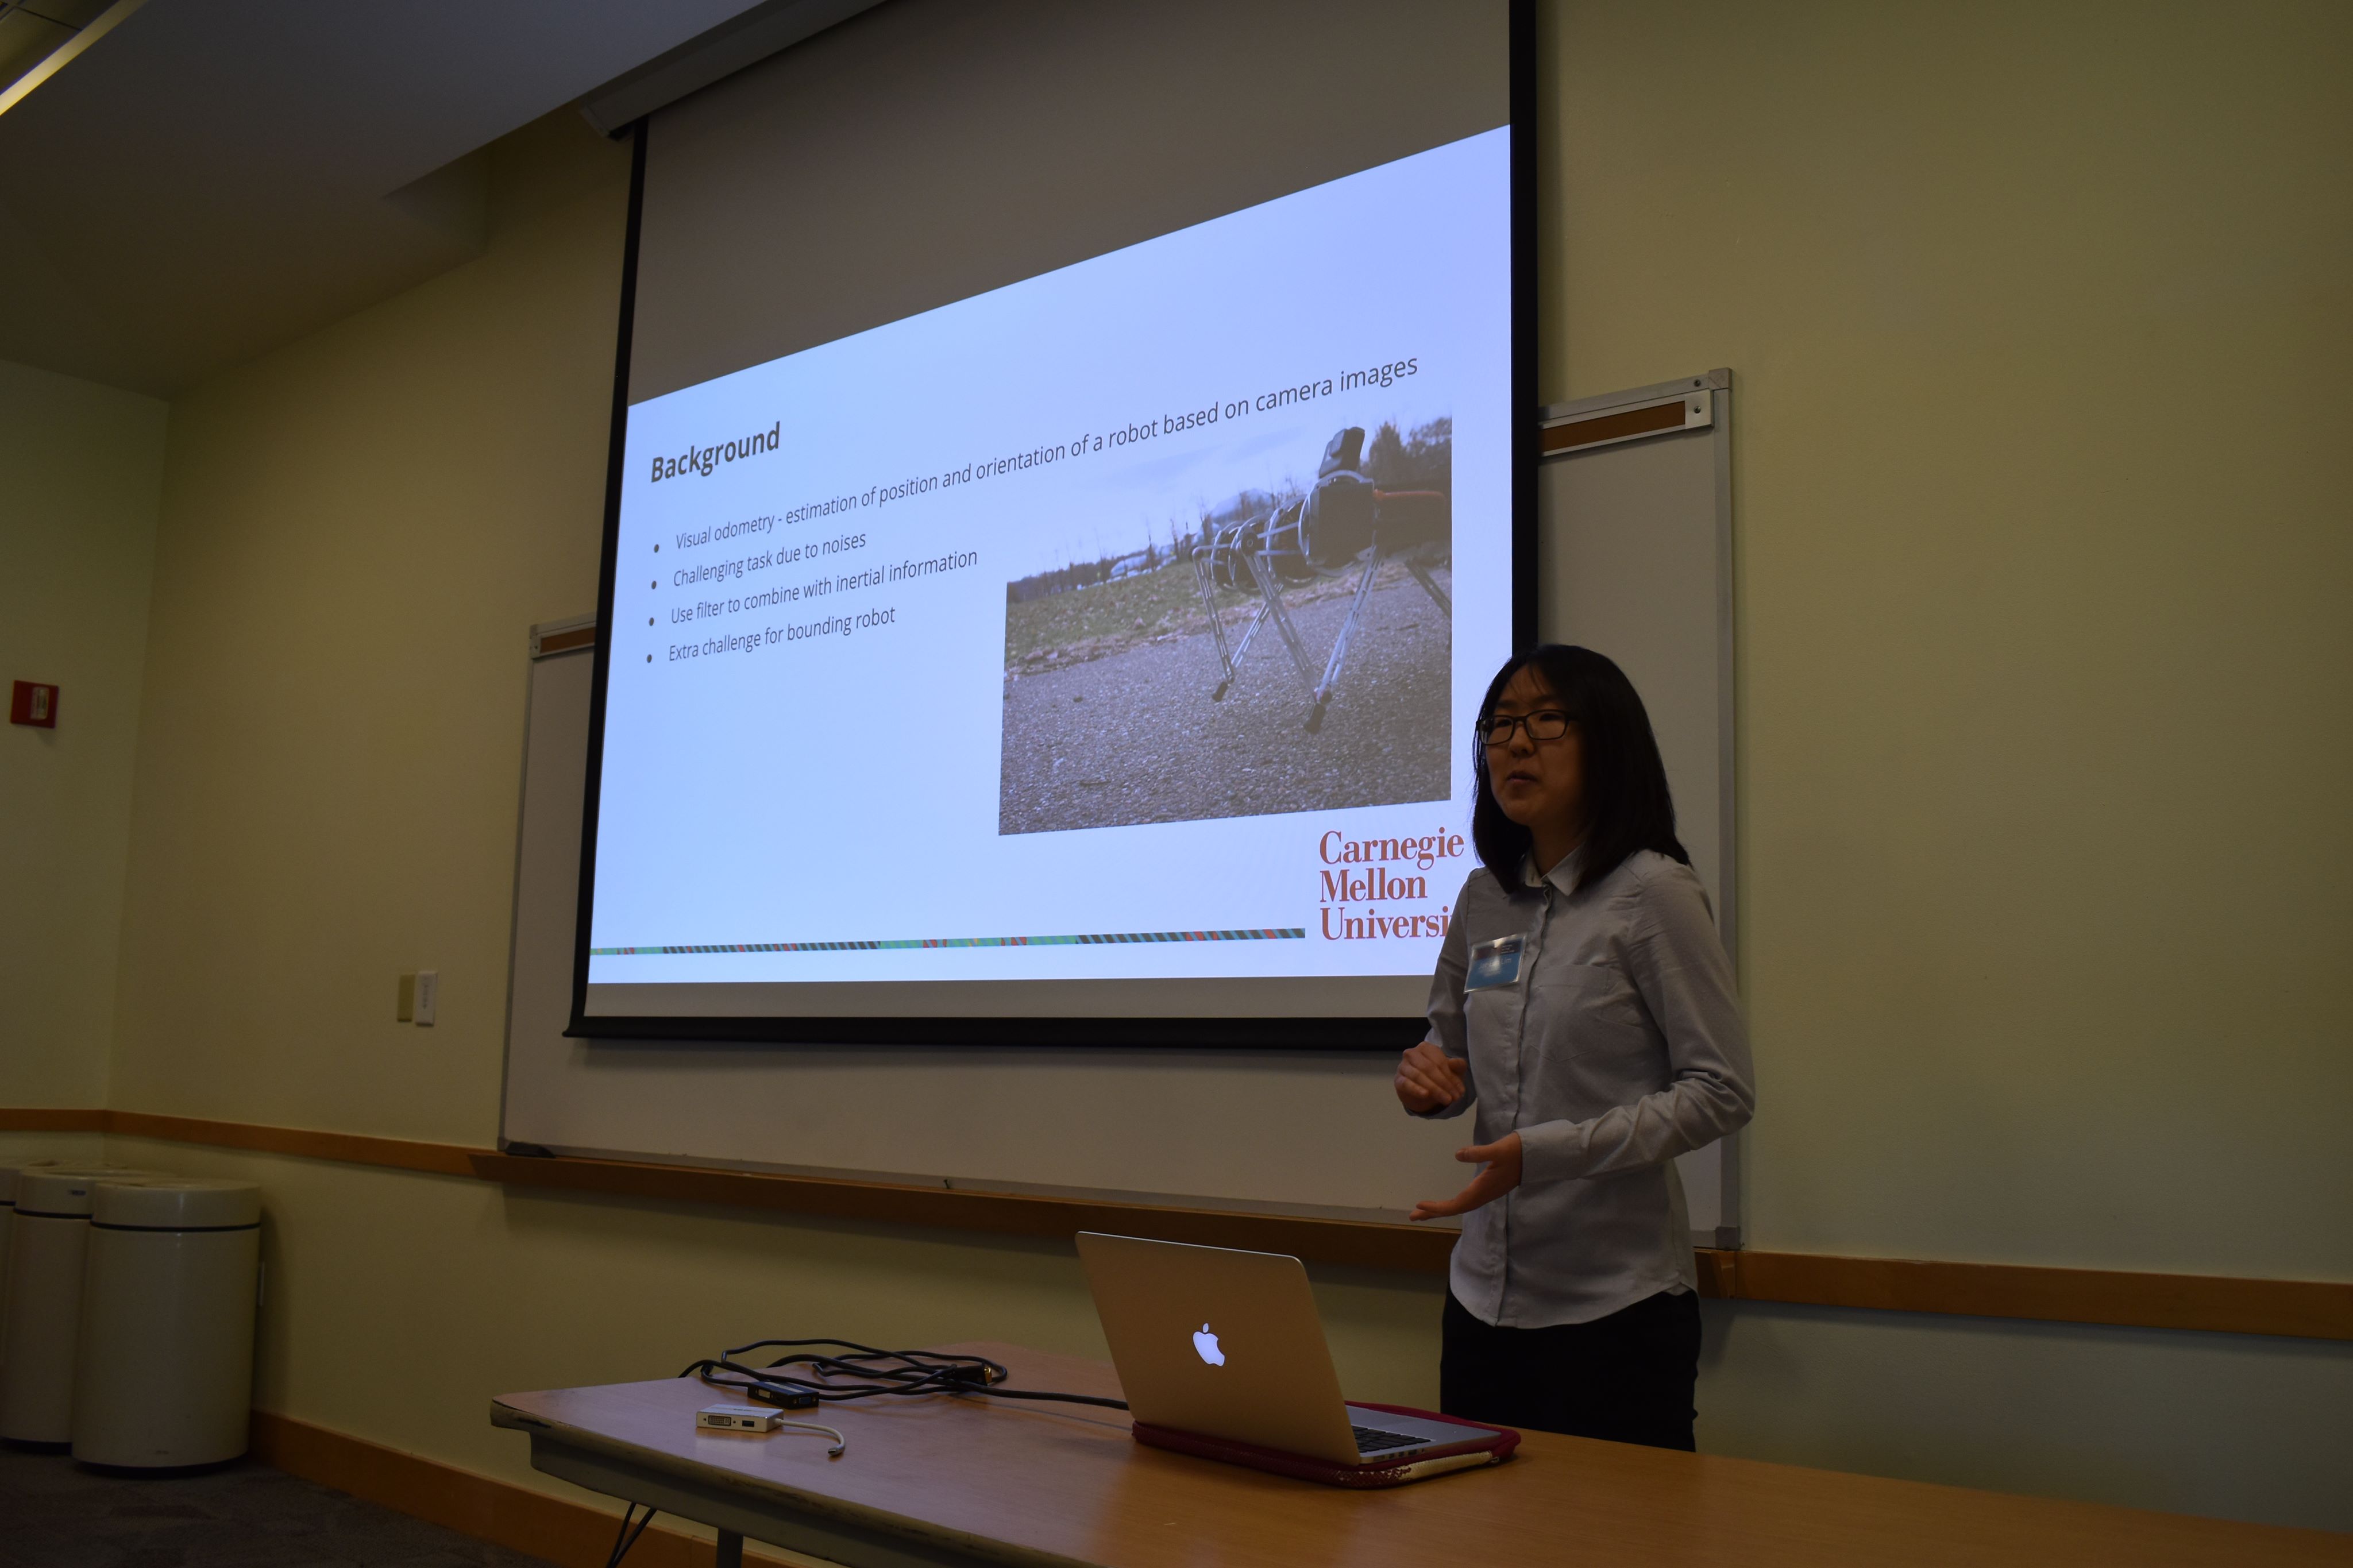 Background
Visual odometry - estimation of position and orientation of a robot based on camera images
Challenging task due to noises
Use filter to combine with inertial information
Extra challenge for bounding robot
Carnegie
Mellon
Universi